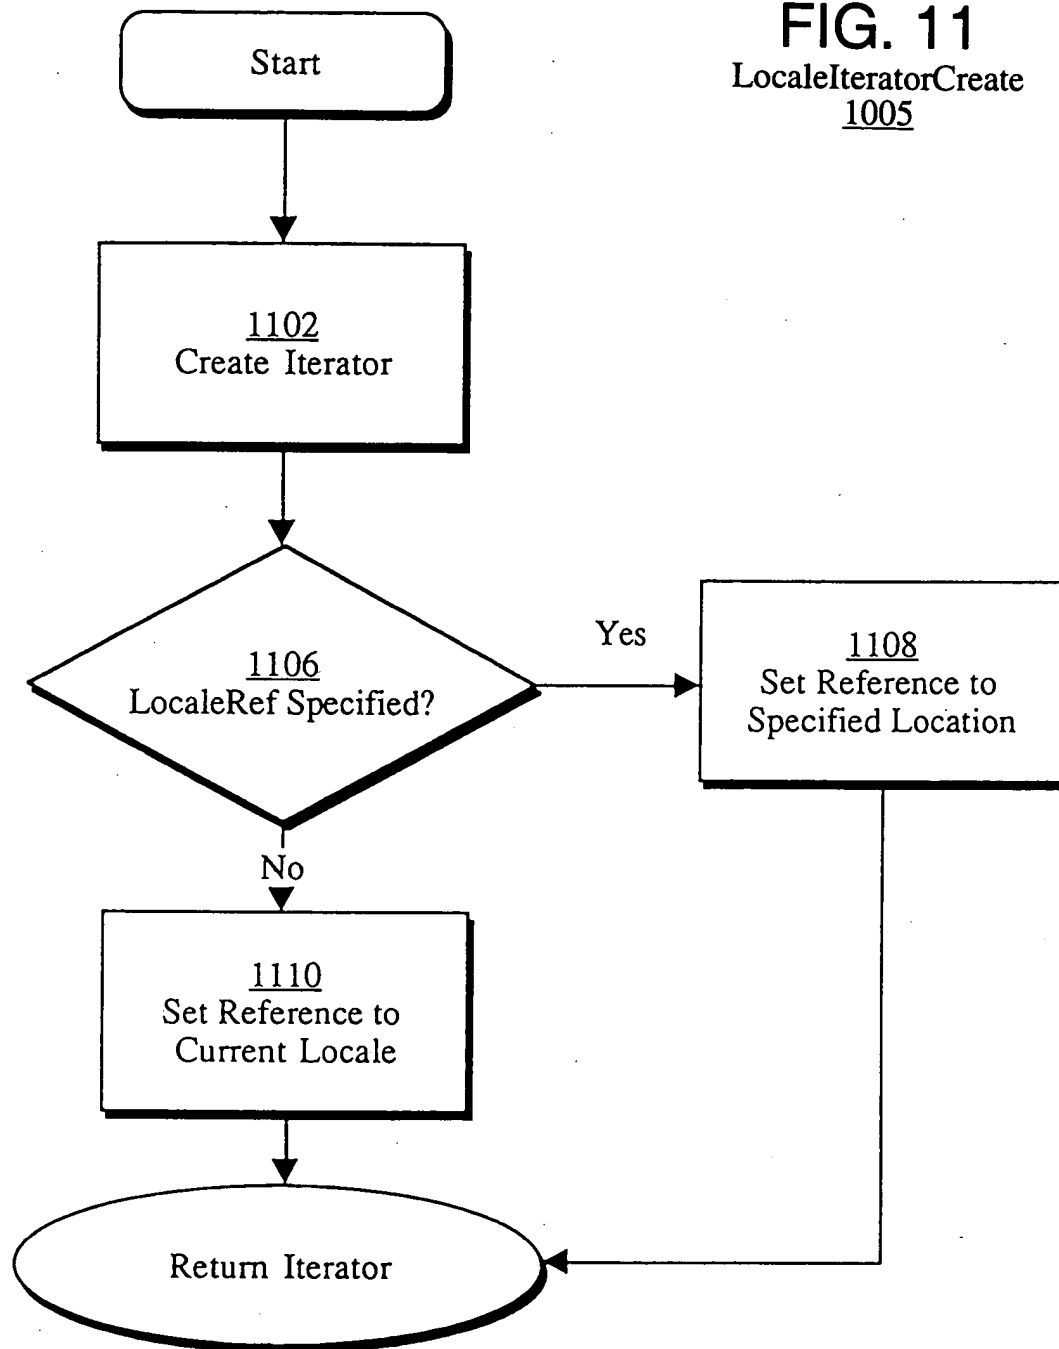 FIG. 11
LocaleIteratorCreate
1005
Start
1102
Create Iterator
1106
LocaleRef Specified?
Yes
1108
Set Reference to
Specified Location
No
1110
Set Reference to
Current Locale
Return Iterator